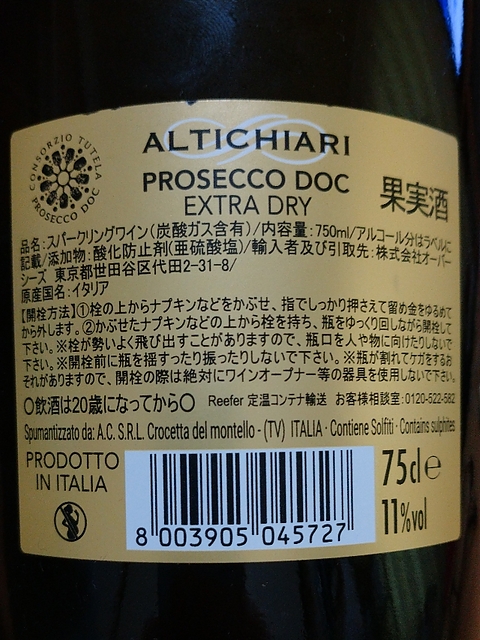 CONSORZIO TUTELA
PROSECCO DOC
ALTICHIARI
PROSECCO DOC
EXTRA DRY
果実酒
品名:スパークリングワイン(炭酸ガス含有)/内容量:750ml/アルコール分はラベルに
記載/添加物:酸化防止剤(亜硫酸塩)/輸入者及び引取先:株式会社オーバー
シーズ 東京都世田谷区代田2-31-8/
原産国名:イタリア
【開栓方法】①栓の上からナプキンなどをかぶせ、指でしっかり押さえて留め金をゆるめて
から外します。②かぶせたナプキンなどの上から栓を持ち、瓶をゆっくり回しながら開栓して
下さい。※栓が勢いよく飛び出すことがありますので、瓶口を人や物に向けたりしないで
下さい。※開栓前に瓶を揺すったり振ったりしないで下さい。※瓶が割れてケガをするお
それがありますので、開栓の際は絶対にワインオープナー等の器具を使用しないで下さい。
〇飲酒は20歳になってから〇 Reefer 定温コンテナ輸送 お客様相談室:0120-522-582
Spumantizzato da: A.C. S.R.L. Crocetta del montello - (TV) ITALIA · Contiene Solfiti · Contains sulphites
PRODOTTO
IN ITALIA
75cl e
11%vol
8 003905 045727